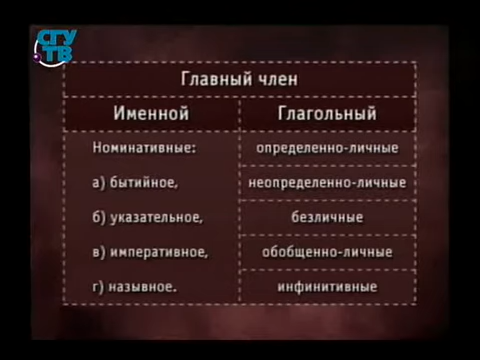 СГУ
ТВ
Главный член
Именной Глагольный
Номинативные: определенно-личные
а) бытийное, неопределенно-личные
б) указательное, безличные
в) императивное, обобщенно-личные
г) назывное. инфинитивные